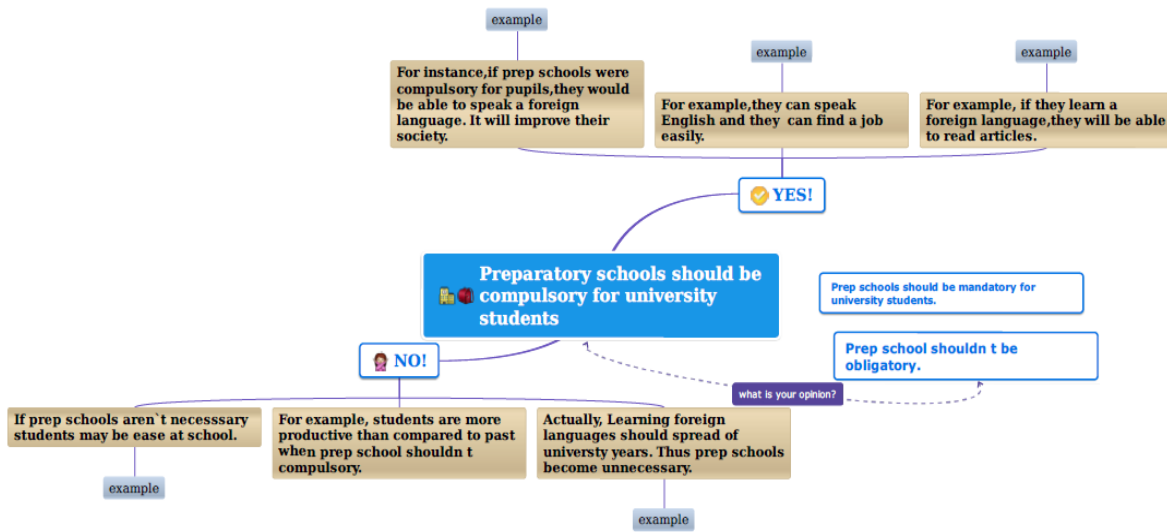 example
example
example
For instance,if prep schools were
compulsory for pupils,they would
be able to speak a foreign
language. It will improve their
society.
For example,they can speak
English and they can find a job
easily.
For example, if they learn a
foreign language,they will be able
to read articles.
YES!
Preparatory schools should be
compulsory for university
students
Prep schools should be mandatory for
university students.
Prep school shouldn t be
obligatory.
what is your opinion?
NO!
If prep schools aren`t necesssary
students may be ease at school.
For example, students are more
productive than compared to past
when prep school shouldn t
compulsory.
Actually, Learning foreign
languages should spread of
universty years. Thus prep schools
become unnecessary.
example
example